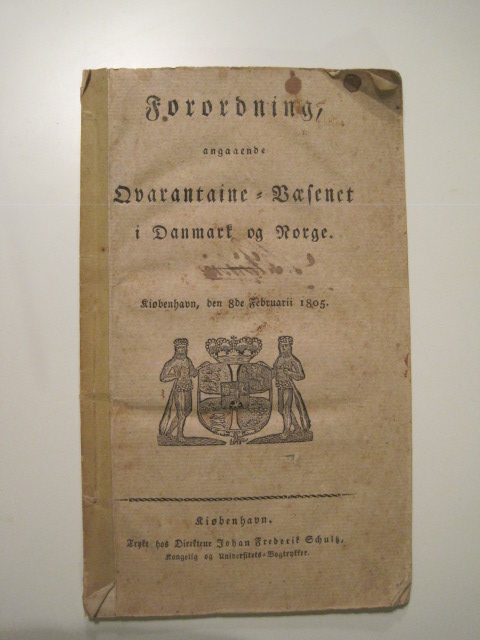 Forordning,
angaaende
Qvarantaine-Væsenet
i Danmark og Norge.
Kiøbenhavn, den 8de Februarii 1805.
Kiøbenhavn.
Trykt hos Direkteur Johan Frederik Schultz,
Kongelig og Universitets-Bogtrykker.